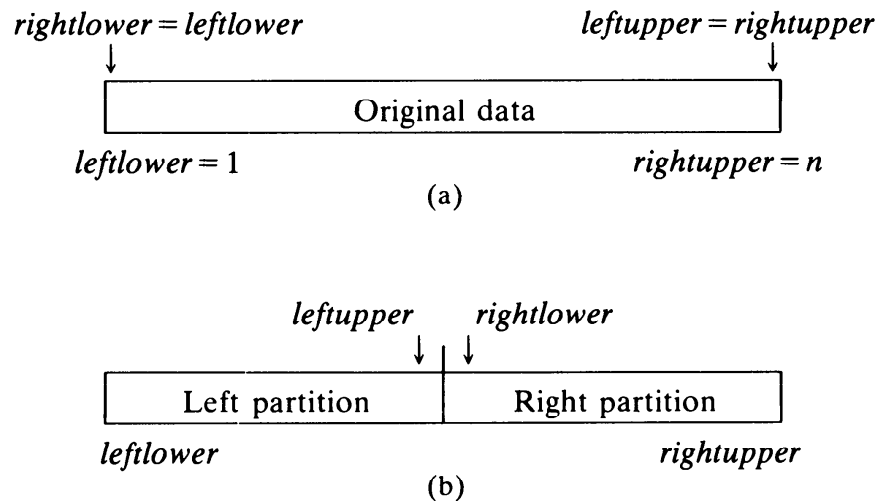 rightlower = leftlower leftupper = rightupper
Original data
leftlower = 1 rightupper = n
(a)
leftupper rightlower
Left partition Right partition
leftlower rightupper
(b)